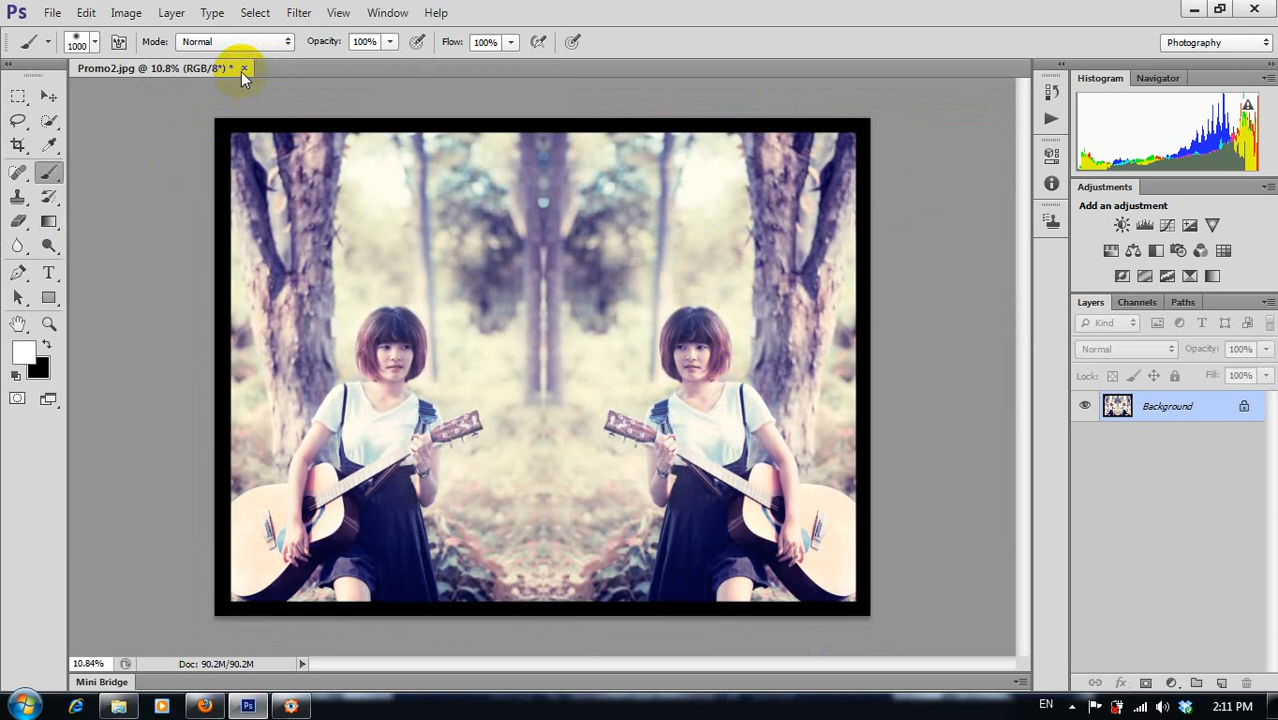 Ps File Edit Image Layer Type Select Filter View Window Help
1000 Mode: Normal Opacity: 100% Flow: 100% Photography
Promo2.jpg @ 10.8% (RGB/8*) * ×
Histogram Navigator
Adjustments
Add an adjustment
Layers Channels Paths
Kind
Normal Opacity: 100%
Lock: Fill: 100%
Background
10.84% Doc: 90.2M/90.2M
Mini Bridge
Ps EN 2:11 PM